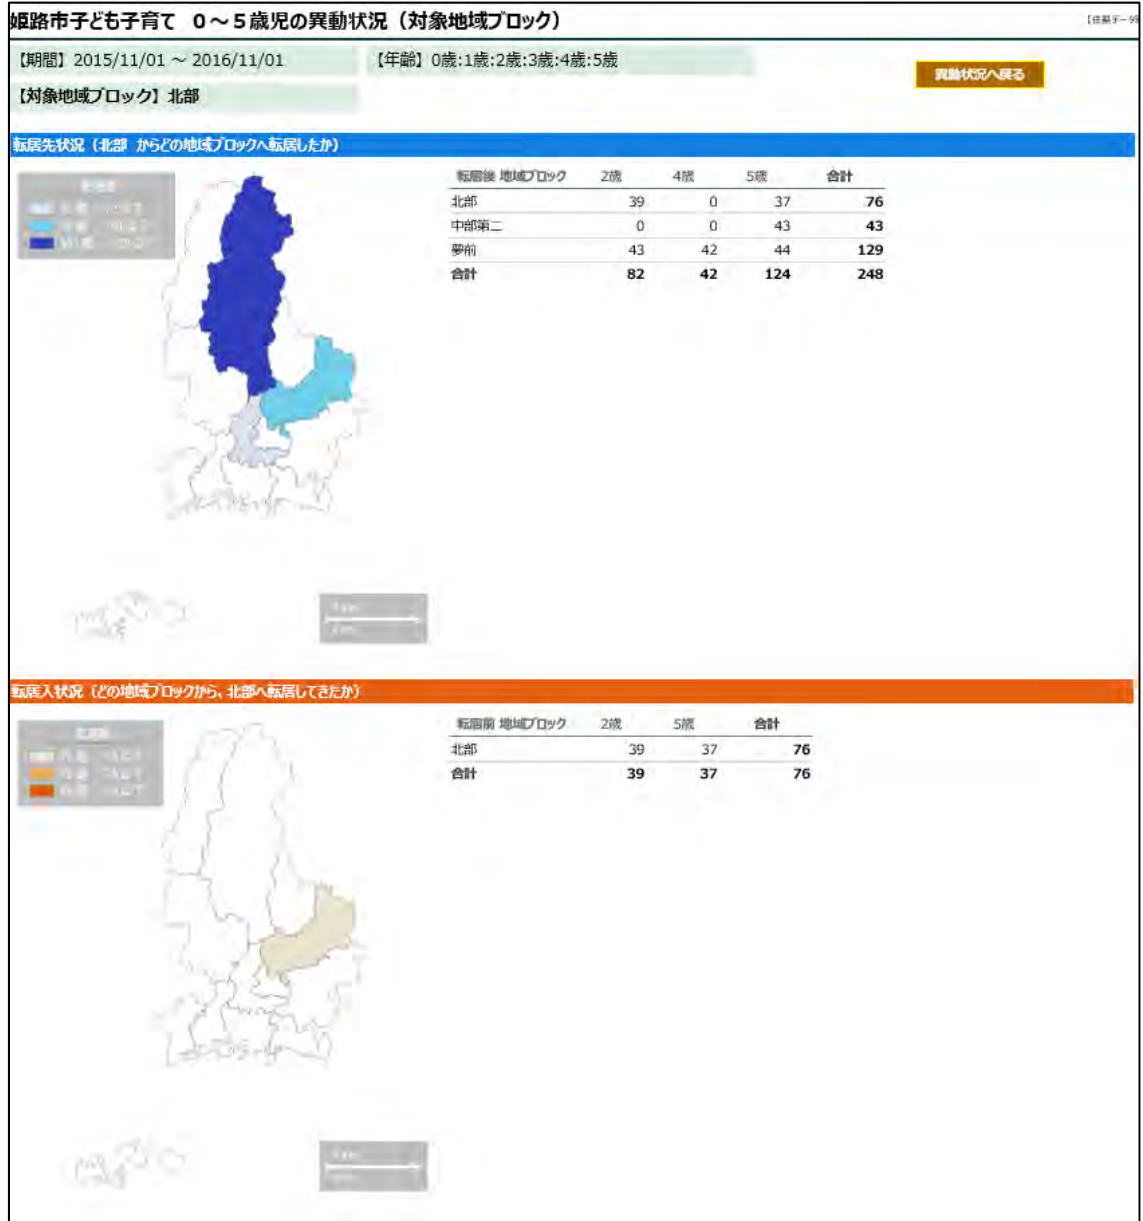 姫路市子ども子育て　０～５歳児の異動状況（対象地域ブロック）
【期間】2015/11/01 ～ 2016/11/01
【年齢】0歳:1歳:2歳:3歳:4歳:5歳
異動状況へ戻る
【対象地域ブロック】北部
転居先状況（北部 からどの地域ブロックへ転居したか）
転居後 地域ブロック 2歳 4歳 5歳 合計
北部 39 0 37 76
中部第二 0 0 43 43
夢前 43 42 44 129
合計 82 42 124 248
転居入状況（どの地域ブロックから、北部へ転居してきたか）
転居前 地域ブロック 2歳 5歳 合計
北部 39 37 76
合計 39 37 76